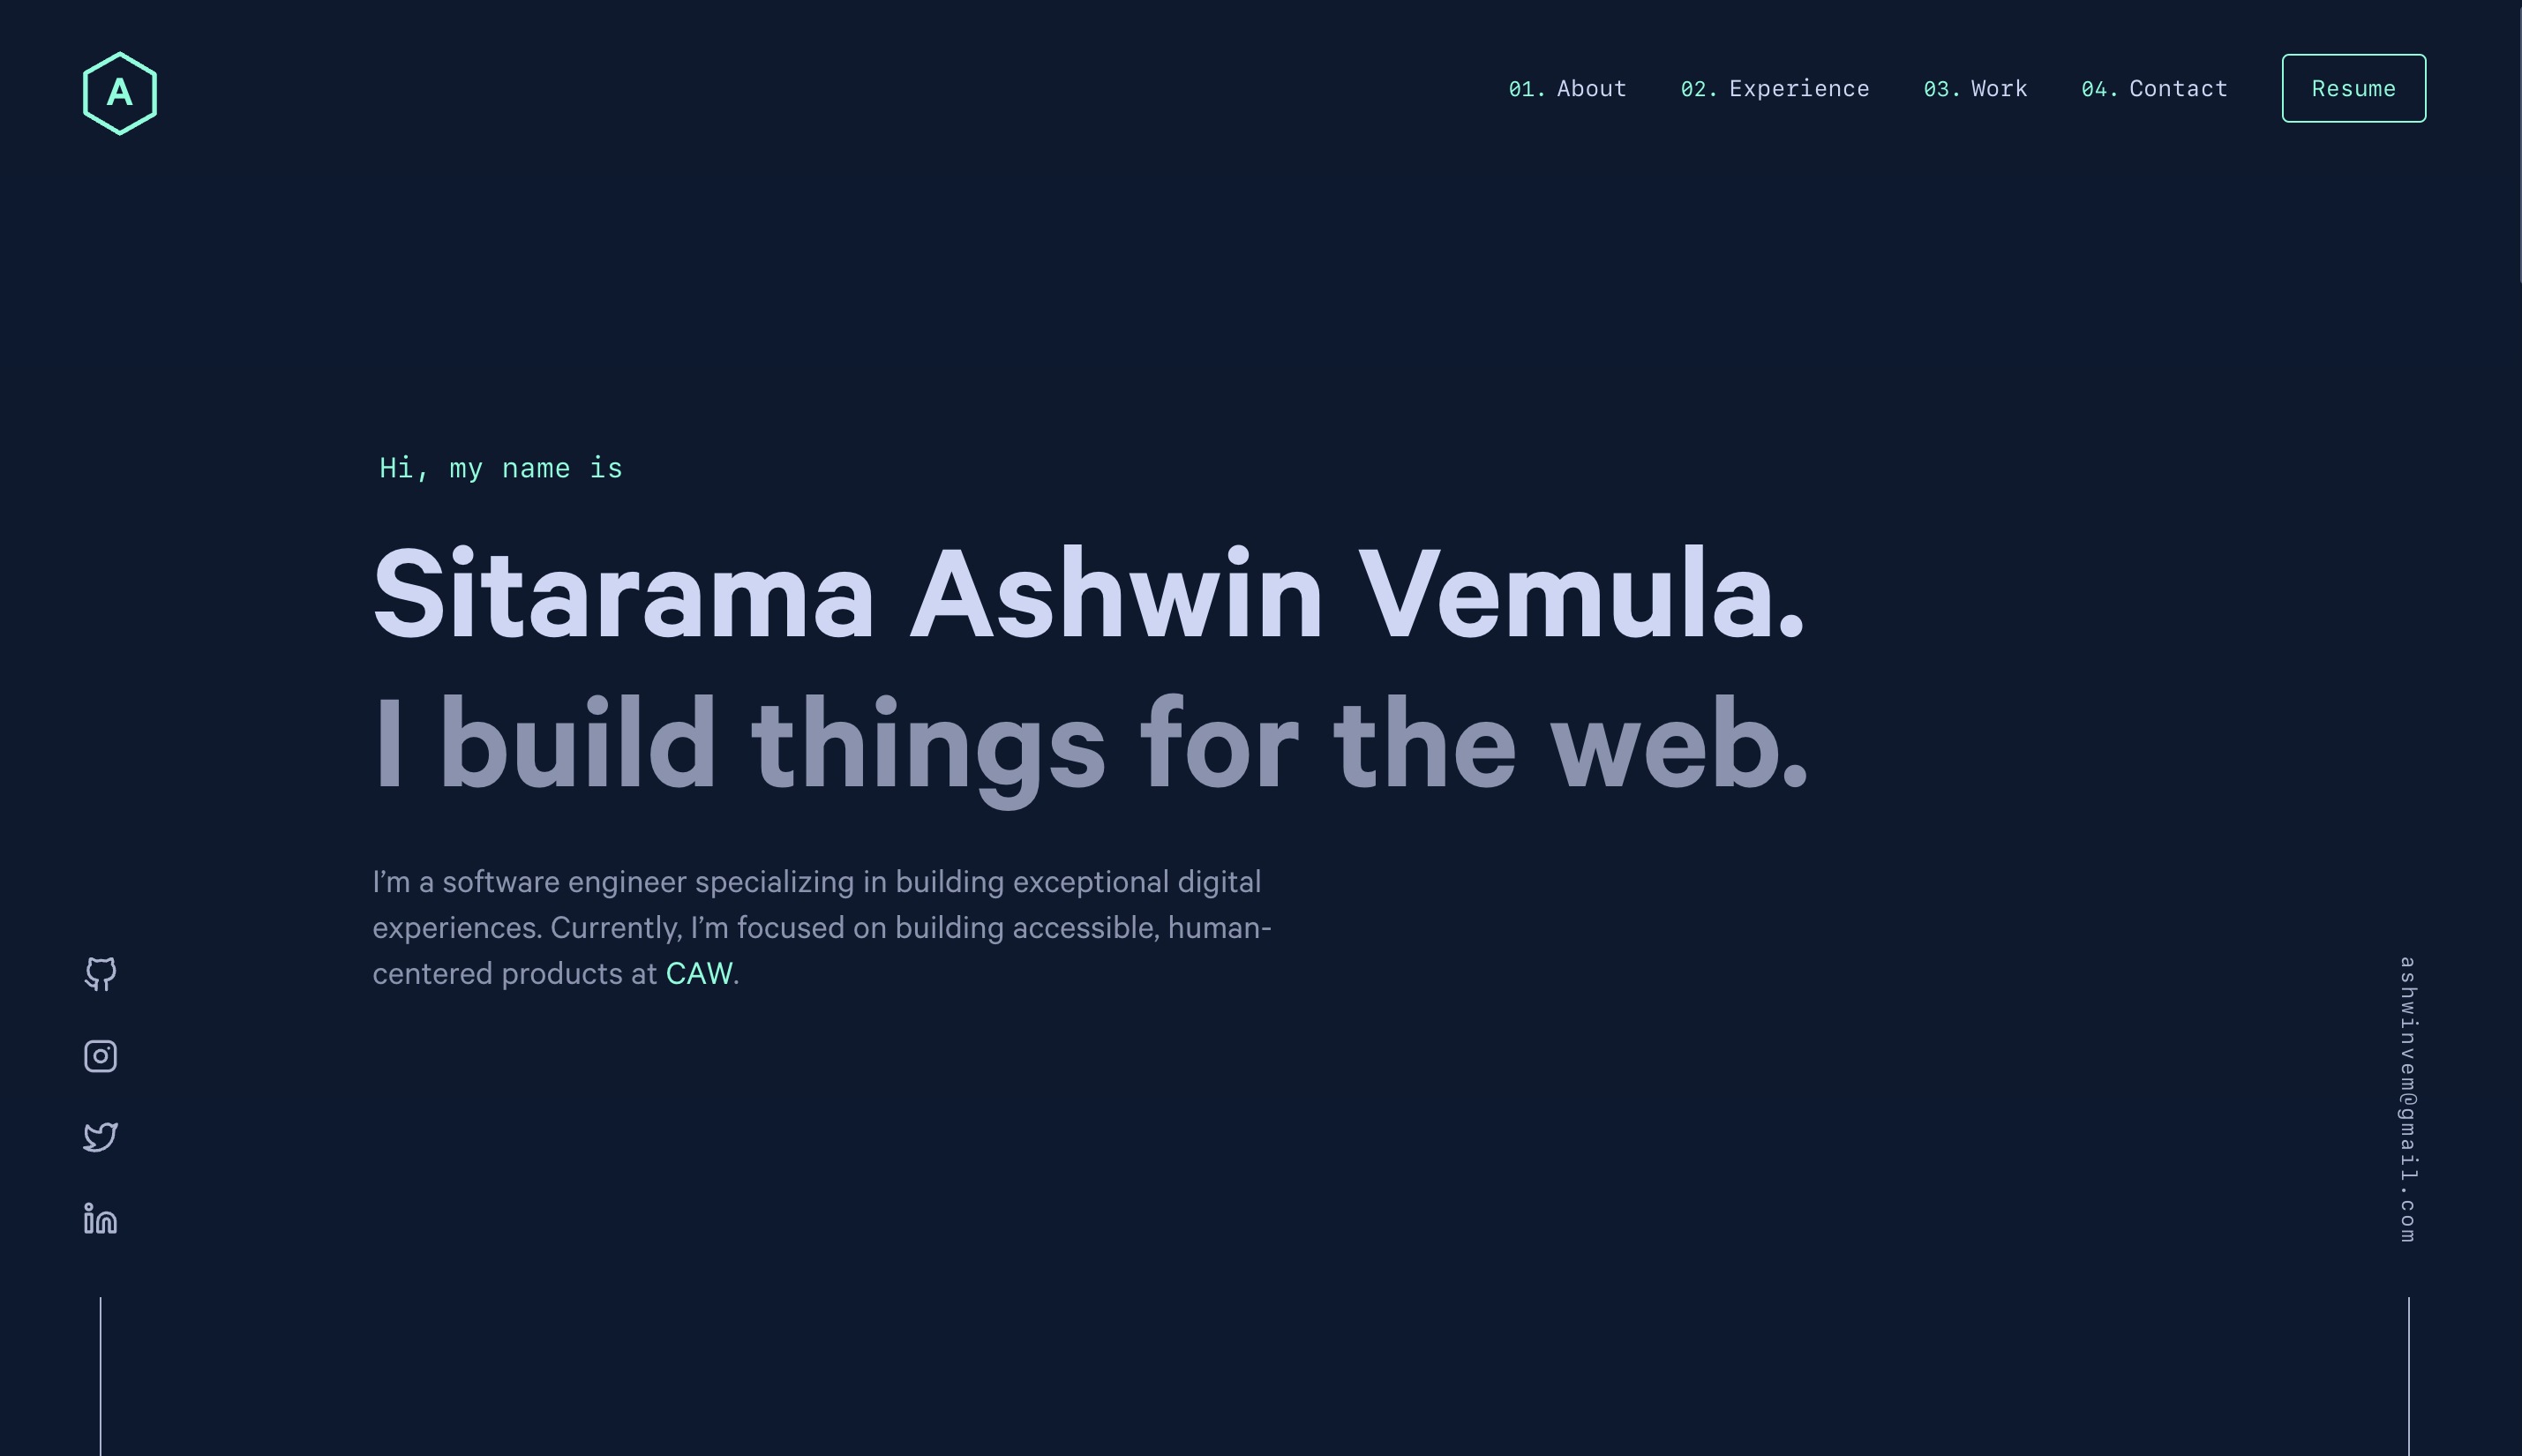 A
01. About 02. Experience 03. Work 04. Contact Resume
Hi, my name is
Sitarama Ashwin Vemula.
I build things for the web.
I’m a software engineer specializing in building exceptional digital
experiences. Currently, I’m focused on building accessible, human-
centered products at CAW.
in
ashwinvem@gmail.com